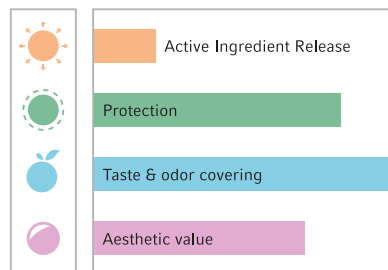 Active Ingredient Release
Protection
Taste & odor covering
Aesthetic value